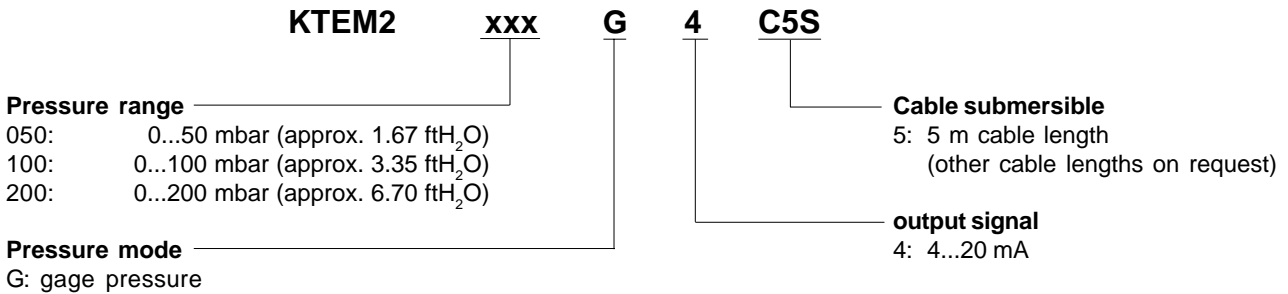 KTEM2 xxx G 4 C5S
Pressure range
050: 0...50 mbar (approx. 1.67 ftH₂O)
100: 0...100 mbar (approx. 3.35 ftH₂O)
200: 0...200 mbar (approx. 6.70 ftH₂O)
Pressure mode
G: gage pressure
Cable submersible
5: 5 m cable length
(other cable lengths on request)
output signal
4: 4...20 mA